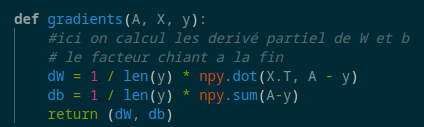 def gradients(A, X, y):
    #ici on calcul les derivé partiel de W et b
    # le facteur chiant a la fin
    dW = 1 / len(y) * npy.dot(X.T, A - y)
    db = 1 / len(y) * npy.sum(A-y)
    return (dW, db)